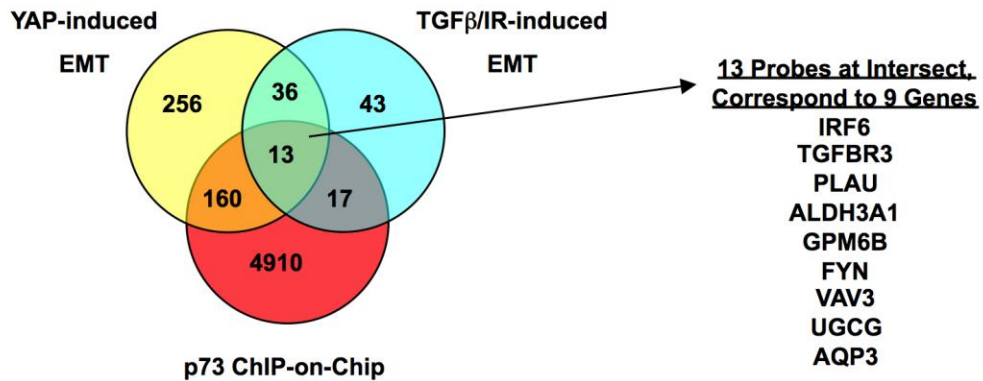 YAP-induced
EMT
TGFβ/IR-induced
EMT
256
36
43
13
160
17
4910
p73 ChIP-on-Chip
13 Probes at Intersect,
Correspond to 9 Genes
IRF6
TGFBR3
PLAU
ALDH3A1
GPM6B
FYN
VAV3
UGCG
AQP3